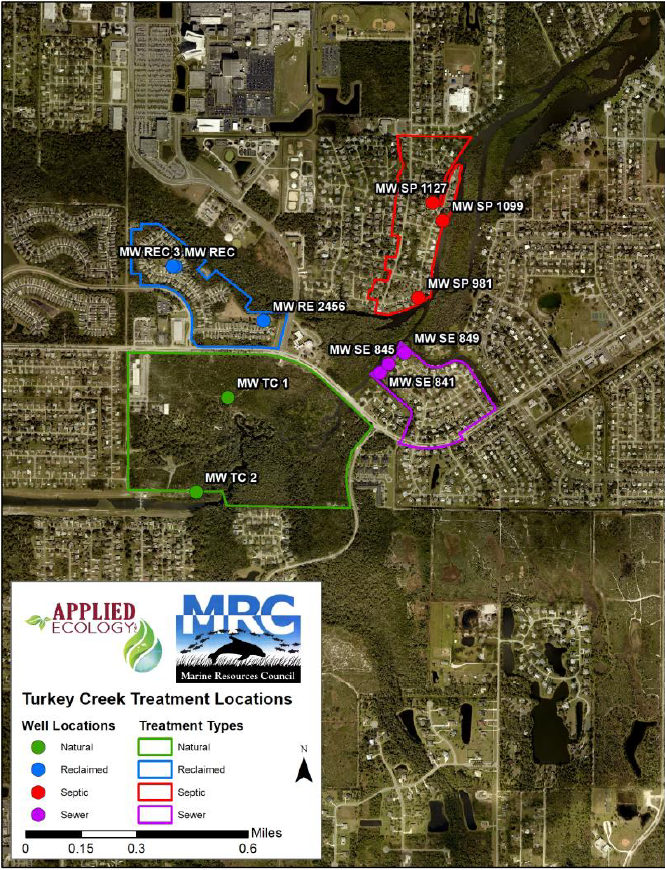 MW SP 1127
MW SP 1099
MW REC 3 MW REC
MW SP 981
MW RE 2456
MW SE 849
MW SE 845
MW SE 841
MW TC 1
MW TC 2
APPLIED
ECOLOGY
MRC
Marine Resources Council
Turkey Creek Treatment Locations
Well Locations Treatment Types
Natural Natural
Reclaimed Reclaimed
Septic Septic
Sewer Sewer
N
Miles
0 0.15 0.3 0.6